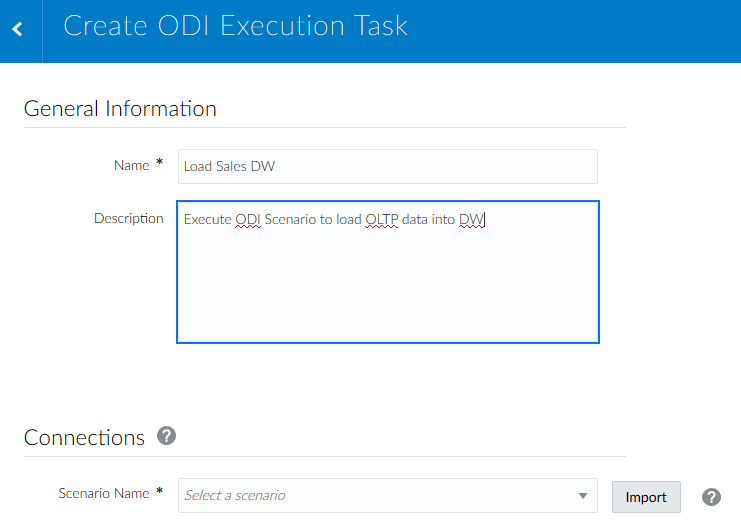 Create ODI Execution Task
General Information
Name *
Load Sales DW
Description
Execute ODI Scenario to load OLTP data into DW
Connections ?
Scenario Name *
Select a scenario
Import
?